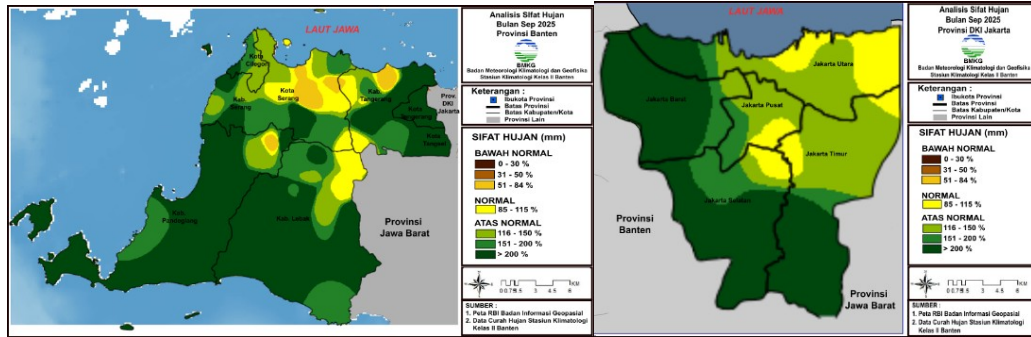 LAUT JAWA
Kota
Cilegon
Kota
Serang
Kab.
Serang
Kab.
Tangerang
Kota
Tangerang
Kota
Tangsel
Prov.
DKI
Jakarta
Kab.
Pandeglang
Kab. Lebak
Provinsi
Jawa Barat
Analisis Sifat Hujan
Bulan Sep 2025
Provinsi Banten
BMKG
Badan Meteorologi Klimatologi dan Geofisika
Stasiun Klimatologi Kelas II Banten
Keterangan :
Ibukota Provinsi
Batas Provinsi
Batas Kabupaten/Kota
Provinsi Lain
SIFAT HUJAN (mm)
BAWAH NORMAL
0 - 30 %
31 - 50 %
51 - 84 %
NORMAL
85 - 115 %
ATAS NORMAL
116 - 150 %
151 - 200 %
> 200 %
SUMBER :
1. Peta RBI Badan Informasi Geospasial
2. Data Curah Hujan Stasiun Klimatologi
Kelas II Banten
LAUT JAWA
Jakarta Utara
Jakarta Barat
Jakarta Pusat
Jakarta Timur
Jakarta Selatan
Provinsi
Banten
Provinsi
Jawa Barat
Analisis Sifat Hujan
Bulan Sep 2025
Provinsi DKI Jakarta
BMKG
Badan Meteorologi Klimatologi dan Geofisika
Stasiun Klimatologi Kelas II Banten
Keterangan :
Ibukota Provinsi
Batas Provinsi
Batas Kabupaten/Kota
Provinsi Lain
SIFAT HUJAN (mm)
BAWAH NORMAL
0 - 30 %
31 - 50 %
51 - 84 %
NORMAL
85 - 115 %
ATAS NORMAL
116 - 150 %
151 - 200 %
> 200 %
SUMBER :
1. Peta RBI Badan Informasi Geospasial
2. Data Curah Hujan Stasiun Klimatologi
Kelas II Banten